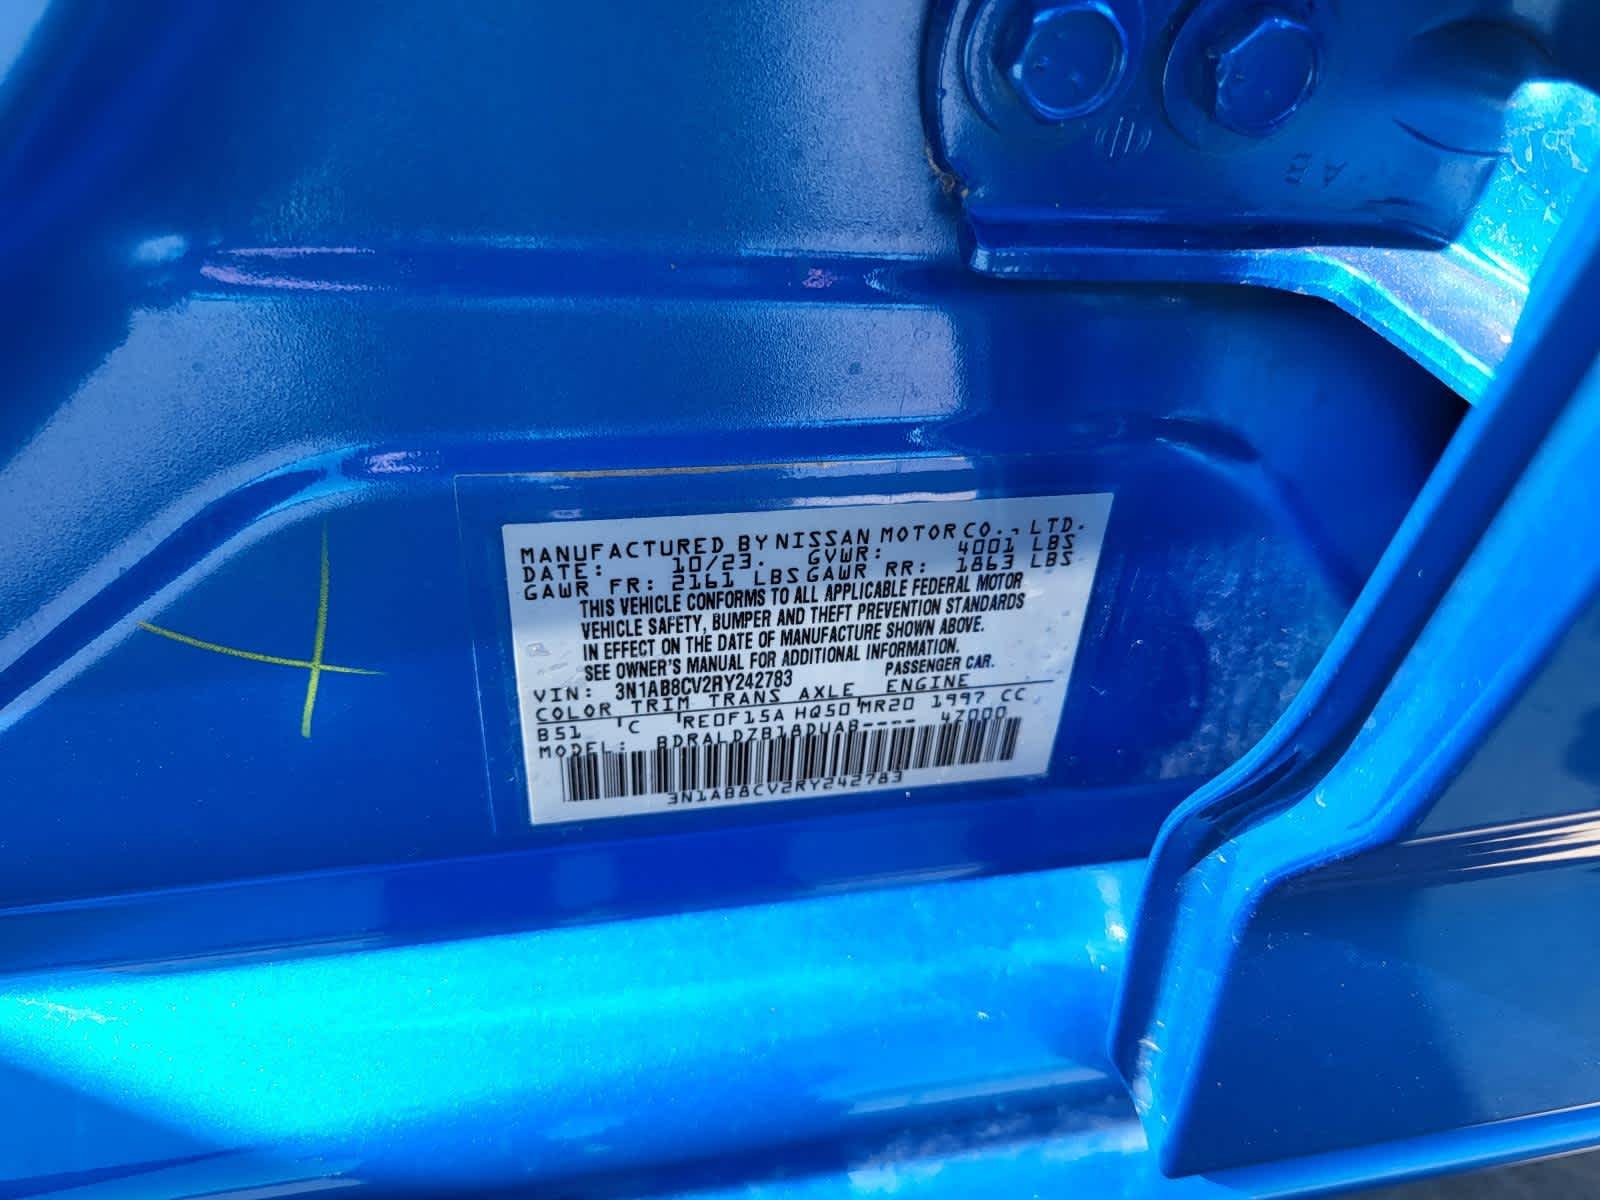 AB
MANUFACTURED BY NISSAN MOTOR CO., LTD.
DATE: 10/23. GVWR: 4001 LBS
GAWR FR: 2161 LBS GAWR RR: 1863 LBS
THIS VEHICLE CONFORMS TO ALL APPLICABLE FEDERAL MOTOR
VEHICLE SAFETY, BUMPER AND THEFT PREVENTION STANDARDS
IN EFFECT ON THE DATE OF MANUFACTURE SHOWN ABOVE.
SEE OWNER'S MANUAL FOR ADDITIONAL INFORMATION.
VIN: 3N1AB8CV2RY242783 PASSENGER CAR.
COLOR TRIM TRANS AXLE ENGINE
B51 C RE0F15A HQ50 MR20 1997 CC
MODEL: BDRALDZB18DUAB---- 47000
3N1AB8CV2RY242783